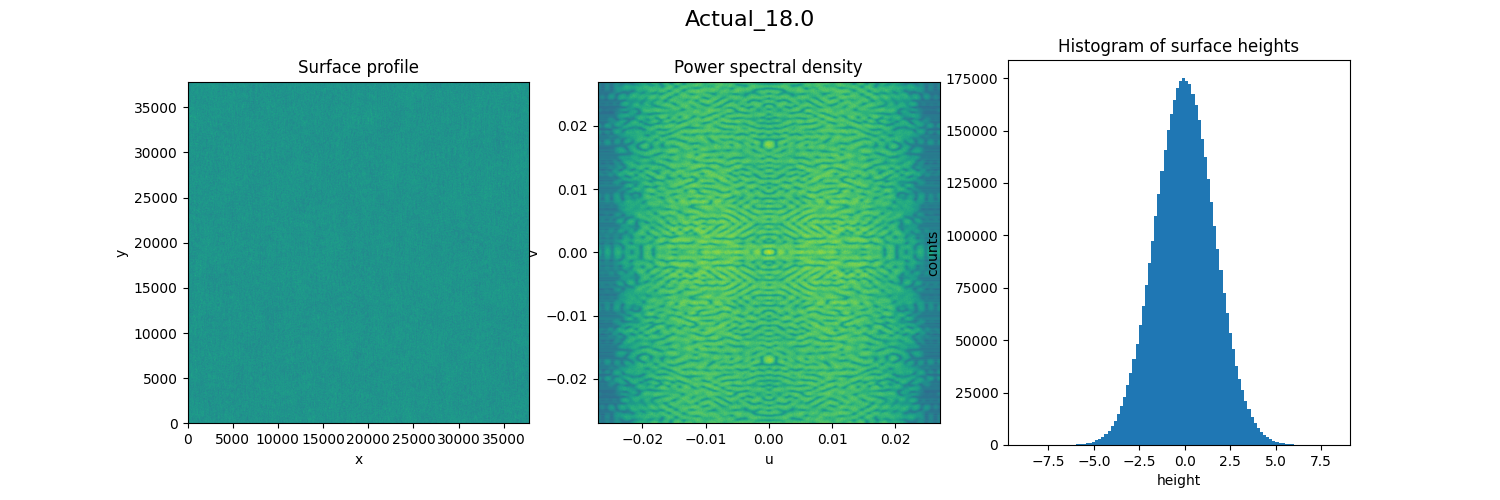 Actual_18.0
Surface profile
35000
30000
25000
20000
15000
10000
5000
0
y
0 5000 10000 15000 20000 25000 30000 35000
x
Power spectral density
0.02
0.01
0.00
−0.01
−0.02
v
−0.02 −0.01 0.00 0.01 0.02
u
Histogram of surface heights
175000
150000
125000
100000
75000
50000
25000
0
counts
−7.5 −5.0 −2.5 0.0 2.5 5.0 7.5
height